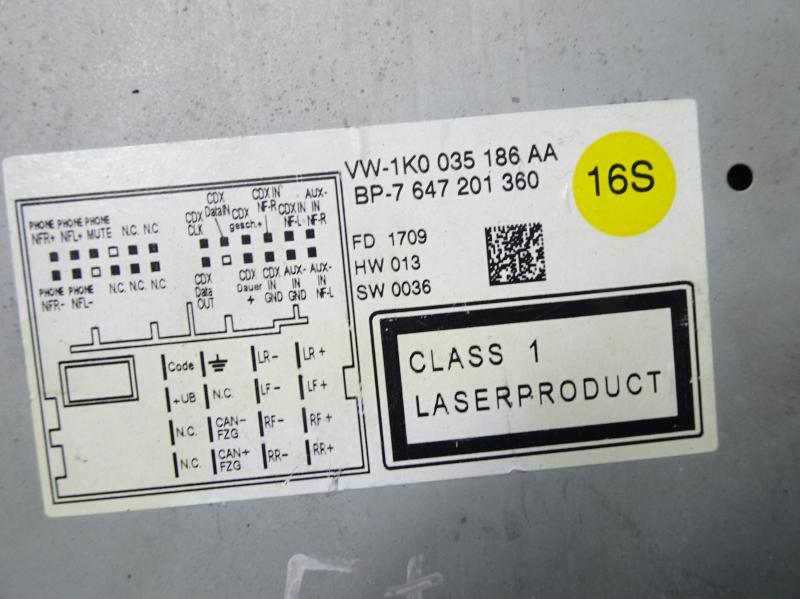 VW-1K0 035 186 AA
BP-7 647 201 360
16S
FD 1709
HW 013
SW 0036
CLASS 1
LASERPRODUCT
PHONE NFR+ PHONE NFL+ PHONE MUTE N.C. N.C
CDX CLK CDX DataIN CDX gesch.+ CDX IN NF-R CDX IN NF-L AUX-IN NF-R
PHONE NFR- PHONE NFL- N.C. N.C. N.C
CDX Data OUT CDX Dauer + CDX IN GND AUX-IN GND AUX-IN NF-L
Code LR- LR+
+UB N.C. LF- LF+
N.C. CAN- FZG RF- RF+
N.C. CAN+ FZG RR- RR+